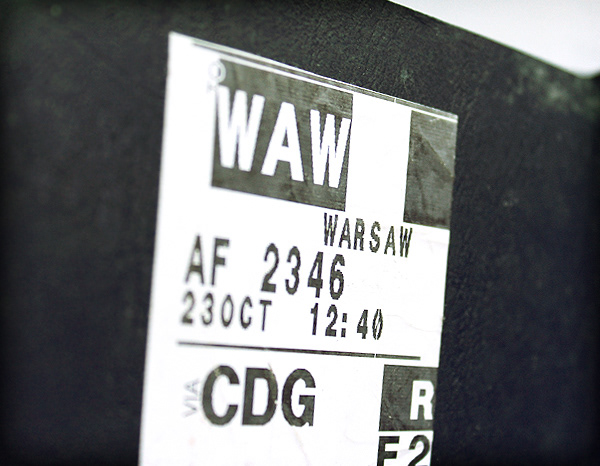 WAW
WARSAW
AF 2346
23OCT 12:40
VIA CDG
R